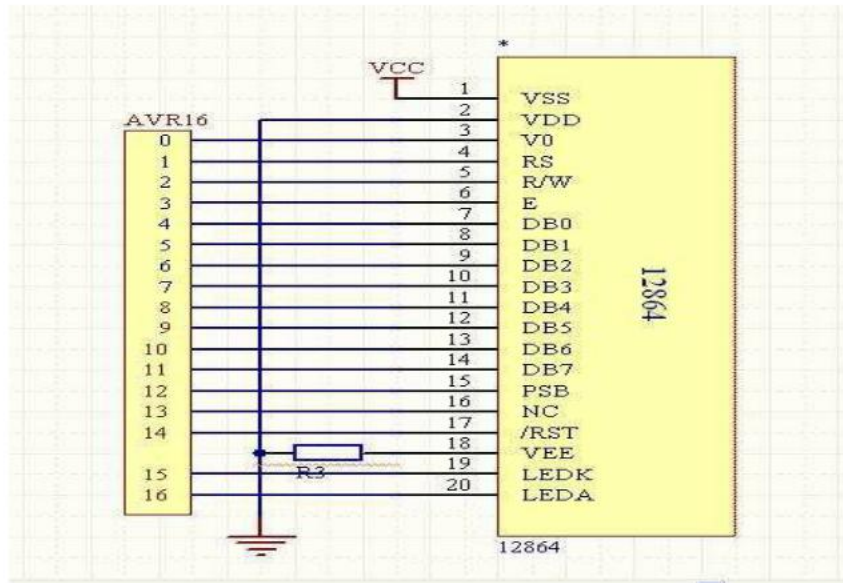 *
VCC
1 VSS
AVR16 2 VDD
0 3 V0
1 4 RS
2 5 R/W
3 6 E
4 7 DB0
5 8 DB1
6 9 DB2
7 10 DB3
8 11 DB4
9 12 DB5
10 13 DB6
11 14 DB7
12 15 PSB
13 16 NC
14 17 /RST
18 VEE
R3
15 19 LEDK
16 20 LEDA
12864
12864